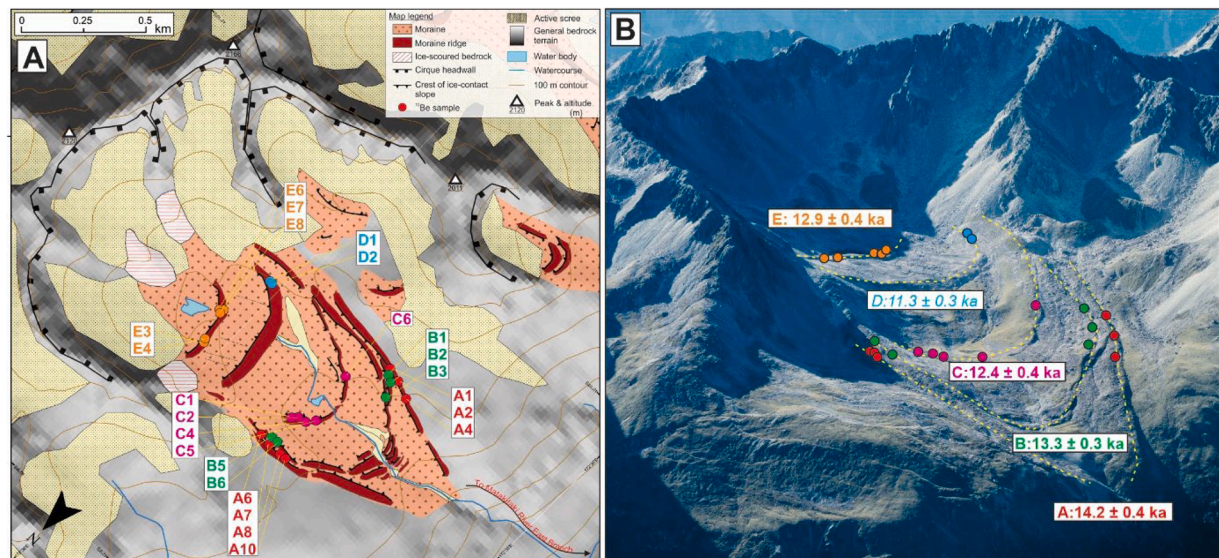 0 0.25 0.5
km
A
Map legend
Moraine
Moraine ridge
Ice-scoured bedrock
Cirque headwall
Crest of ice-contact
slope
¹⁰Be sample
Active scree
General bedrock
terrain
Water body
Watercourse
100 m contour
Peak & altitude
(m)
2120
2011
E6
E7
E8
D1
D2
C6
E3
E4
B1
B2
B3
C1
C2
C4
C5
A1
A2
A4
B5
B6
A6
A7
A8
A10
N
B
E: 12.9 ± 0.4 ka
D:11.3 ± 0.3 ka
C:12.4 ± 0.4 ka
B:13.3 ± 0.3 ka
A:14.2 ± 0.4 ka